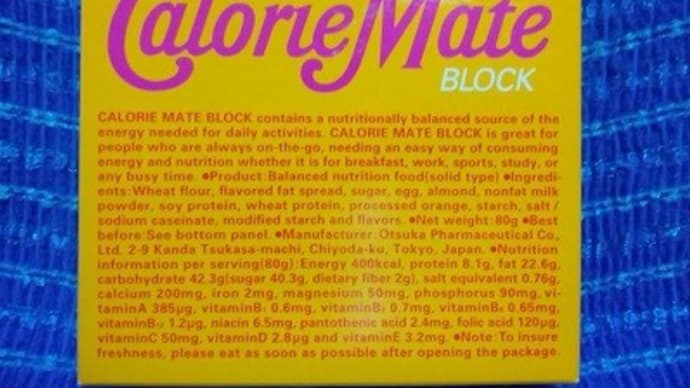 CalorieMate
BLOCK
CALORIE MATE BLOCK contains a nutritionally balanced source of the
energy needed for daily activities. CALORIE MATE BLOCK is great for
people who are always on-the-go, needing an easy way of consuming
energy and nutrition whether it is for breakfast, work, sports, study, or
any busy time. ●Product:Balanced nutrition food(solid type) ●Ingredi-
ents:Wheat flour, flavored fat spread, sugar, egg, almond, nonfat milk
powder, soy protein, wheat protein, processed orange, starch, salt/
sodium caseinate, modified starch and flavors. ●Net weight:80g ●Best
before:See bottom panel. ●Manufacturer:Otsuka Pharmaceutical Co.,
Ltd. 2-9 Kanda Tsukasa-machi, Chiyoda-ku, Tokyo, Japan. ●Nutrition
information per serving(80g):Energy 400kcal, protein 8.1g, fat 22.6g,
carbohydrate 42.3g(sugar 40.3g, dietary fiber 2g), salt equivalent 0.76g,
calcium 200mg, iron 2mg, magnesium 50mg, phosphorus 90mg, vi-
taminA 385μg, vitaminB₁ 0.6mg, vitaminB₂ 0.7mg, vitaminB₆ 0.65mg,
vitaminB₁₂ 1.2μg, niacin 6.5mg, pantothenic acid 2.4mg, folic acid 120μg,
vitaminC 50mg, vitaminD 2.8μg and vitaminE 3.2mg. ●Note:To insure
freshness, please eat as soon as possible after opening the package.